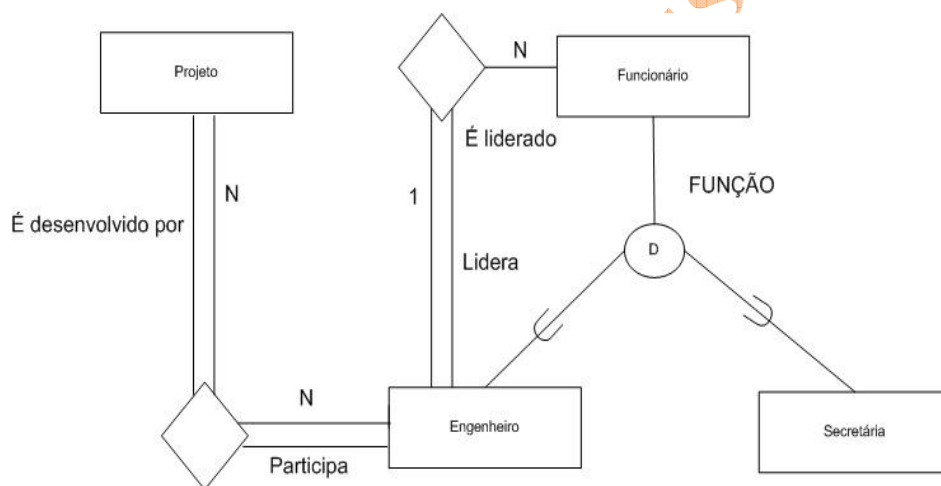 Projeto
N
Funcionário
É liderado
FUNÇÃO
N
1
É desenvolvido por
Lidera
D
N
Participa
Engenheiro
Secretária